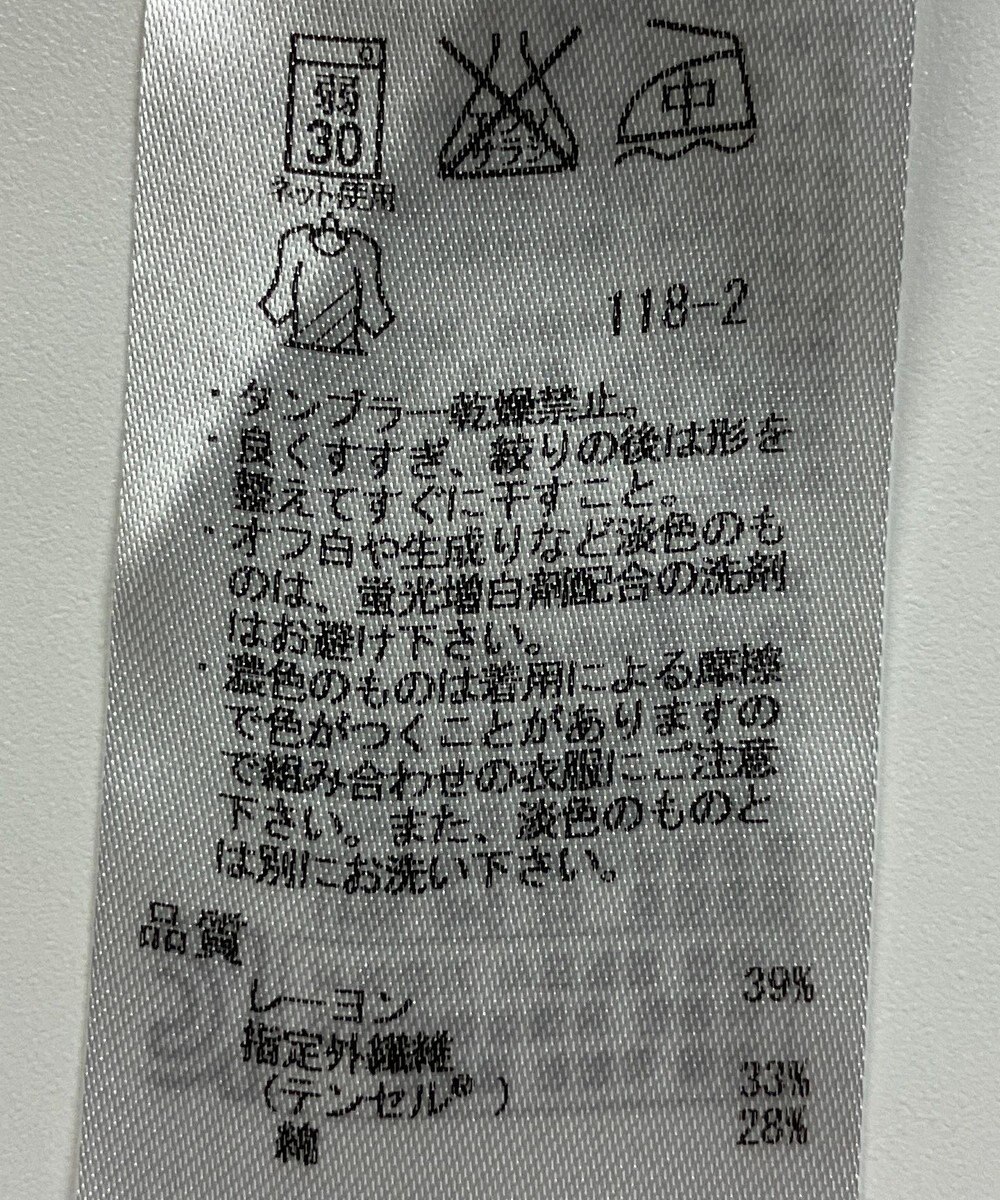 弱
30
ネット使用
エンソ
サラシ
中
118-2
・タンブラー乾燥禁止。
・良くすすぎ、絞りの後は形を
整えてすぐに干すこと。
・オフ白や生成りなど淡色のも
のは、蛍光増白剤配合の洗剤
はお避け下さい。
・濃色のものは着用による摩擦
で色がつくことがありますの
で組み合わせの衣服にご注意
下さい。また、淡色のものと
は別にお洗い下さい。
品質
レーヨン 39%
指定外繊維
(テンセル®) 33%
綿 28%